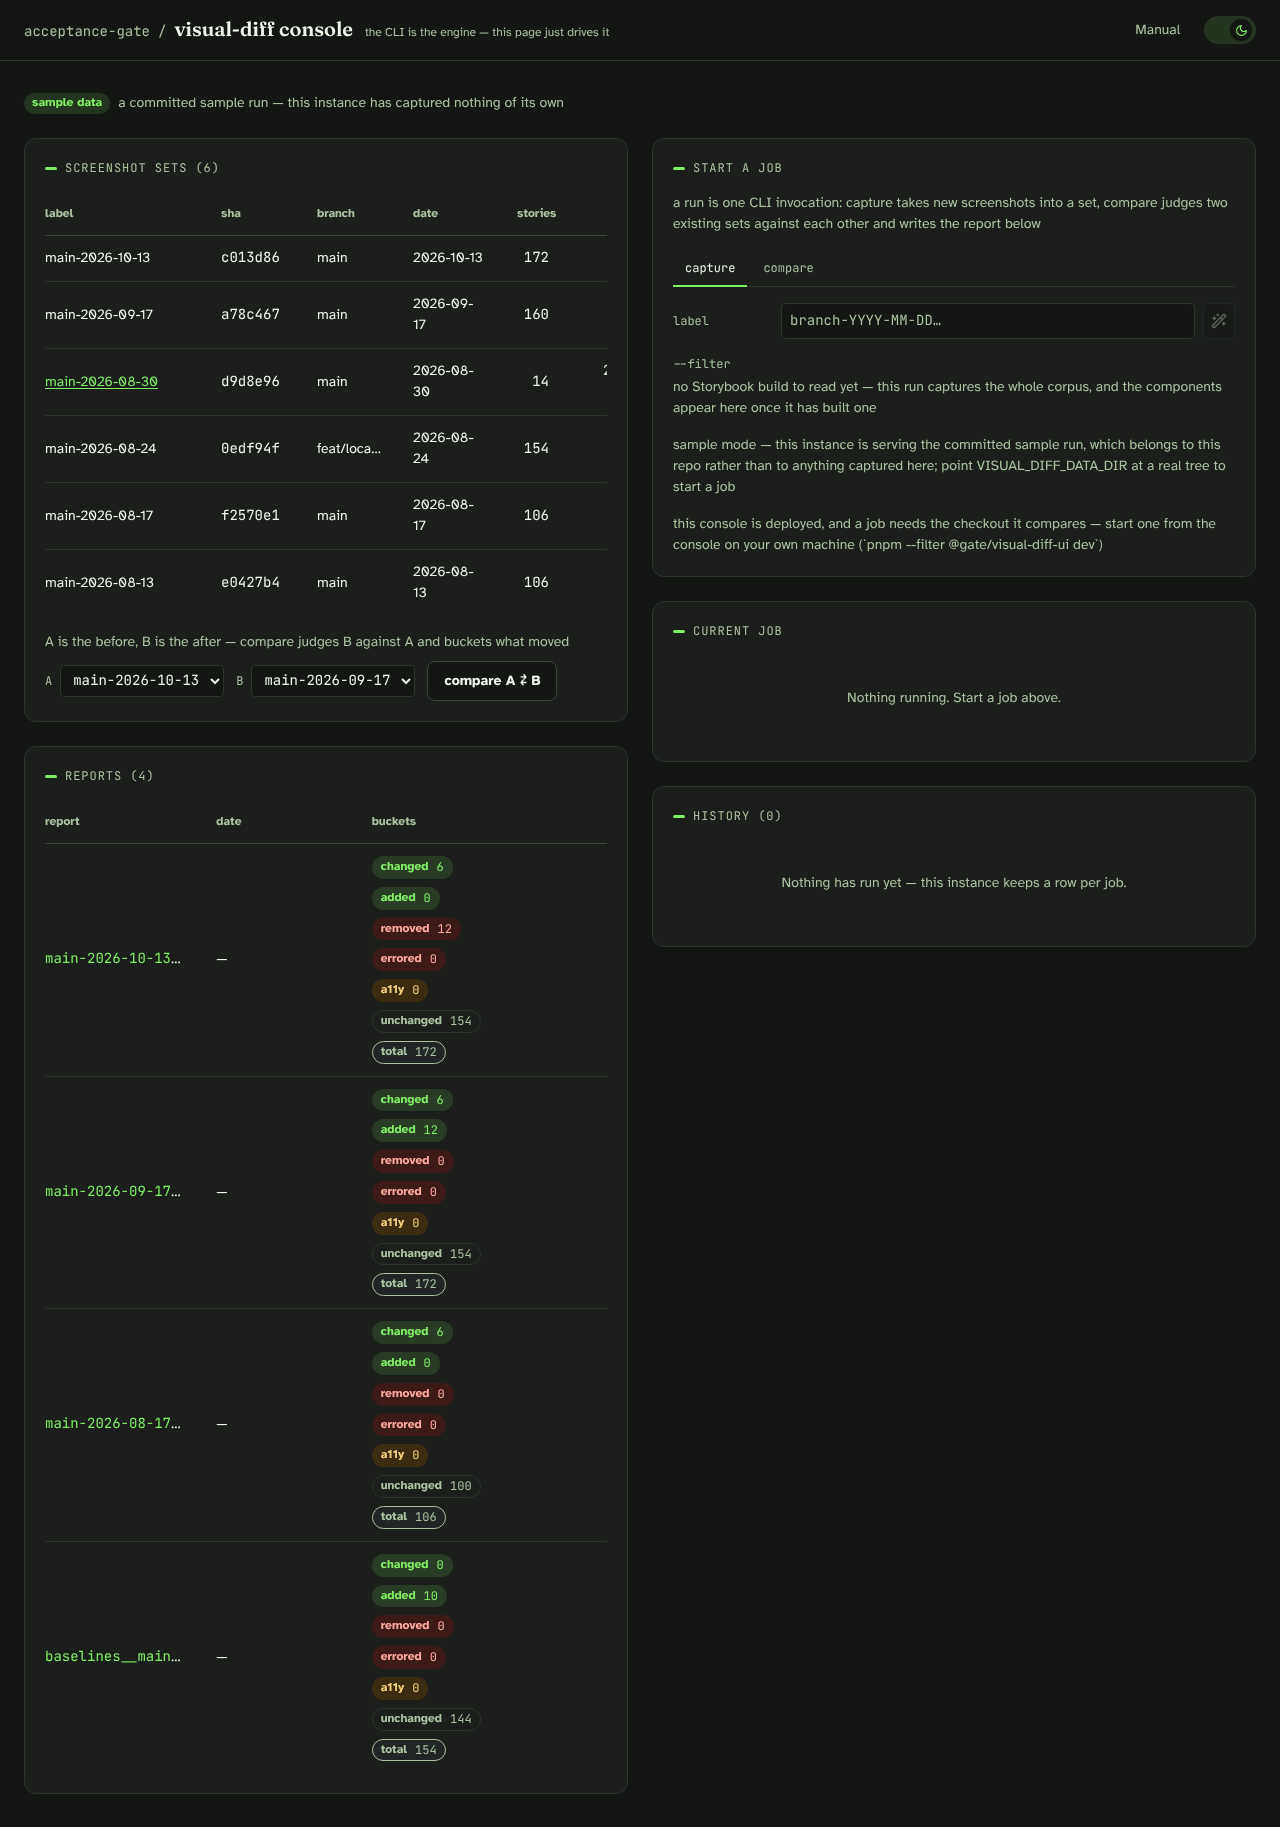 acceptance-gate / visual-diff console the CLI is the engine — this page just drives it Manual
sample data a committed sample run — this instance has captured nothing of its own
SCREENSHOT SETS (6)
label sha branch date stories
main-2026-10-13 c013d86 main 2026-10-13 172
main-2026-09-17 a78c467 main 2026-09-17 160
main-2026-08-30 d9d8e96 main 2026-08-30 14
main-2026-08-24 0edf94f feat/loca… 2026-08-24 154
main-2026-08-17 f2570e1 main 2026-08-17 106
main-2026-08-13 e0427b4 main 2026-08-13 106
A is the before, B is the after — compare judges B against A and buckets what moved
A main-2026-10-13 B main-2026-09-17 compare A ⇄ B
REPORTS (4)
report date buckets
main-2026-10-13… —
changed 6
added 0
removed 12
errored 0
a11y 0
unchanged 154
total 172
main-2026-09-17… —
changed 6
added 12
removed 0
errored 0
a11y 0
unchanged 154
total 172
main-2026-08-17… —
changed 6
added 0
removed 0
errored 0
a11y 0
unchanged 100
total 106
baselines__main… —
changed 0
added 10
removed 0
errored 0
a11y 0
unchanged 144
total 154
START A JOB
a run is one CLI invocation: capture takes new screenshots into a set, compare judges two
existing sets against each other and writes the report below
capture compare
label branch-YYYY-MM-DD…
--filter
no Storybook build to read yet — this run captures the whole corpus, and the components
appear here once it has built one
sample mode — this instance is serving the committed sample run, which belongs to this
repo rather than to anything captured here; point VISUAL_DIFF_DATA_DIR at a real tree to
start a job
this console is deployed, and a job needs the checkout it compares — start one from the
console on your own machine (`pnpm --filter @gate/visual-diff-ui dev`)
CURRENT JOB
Nothing running. Start a job above.
HISTORY (0)
Nothing has run yet — this instance keeps a row per job.